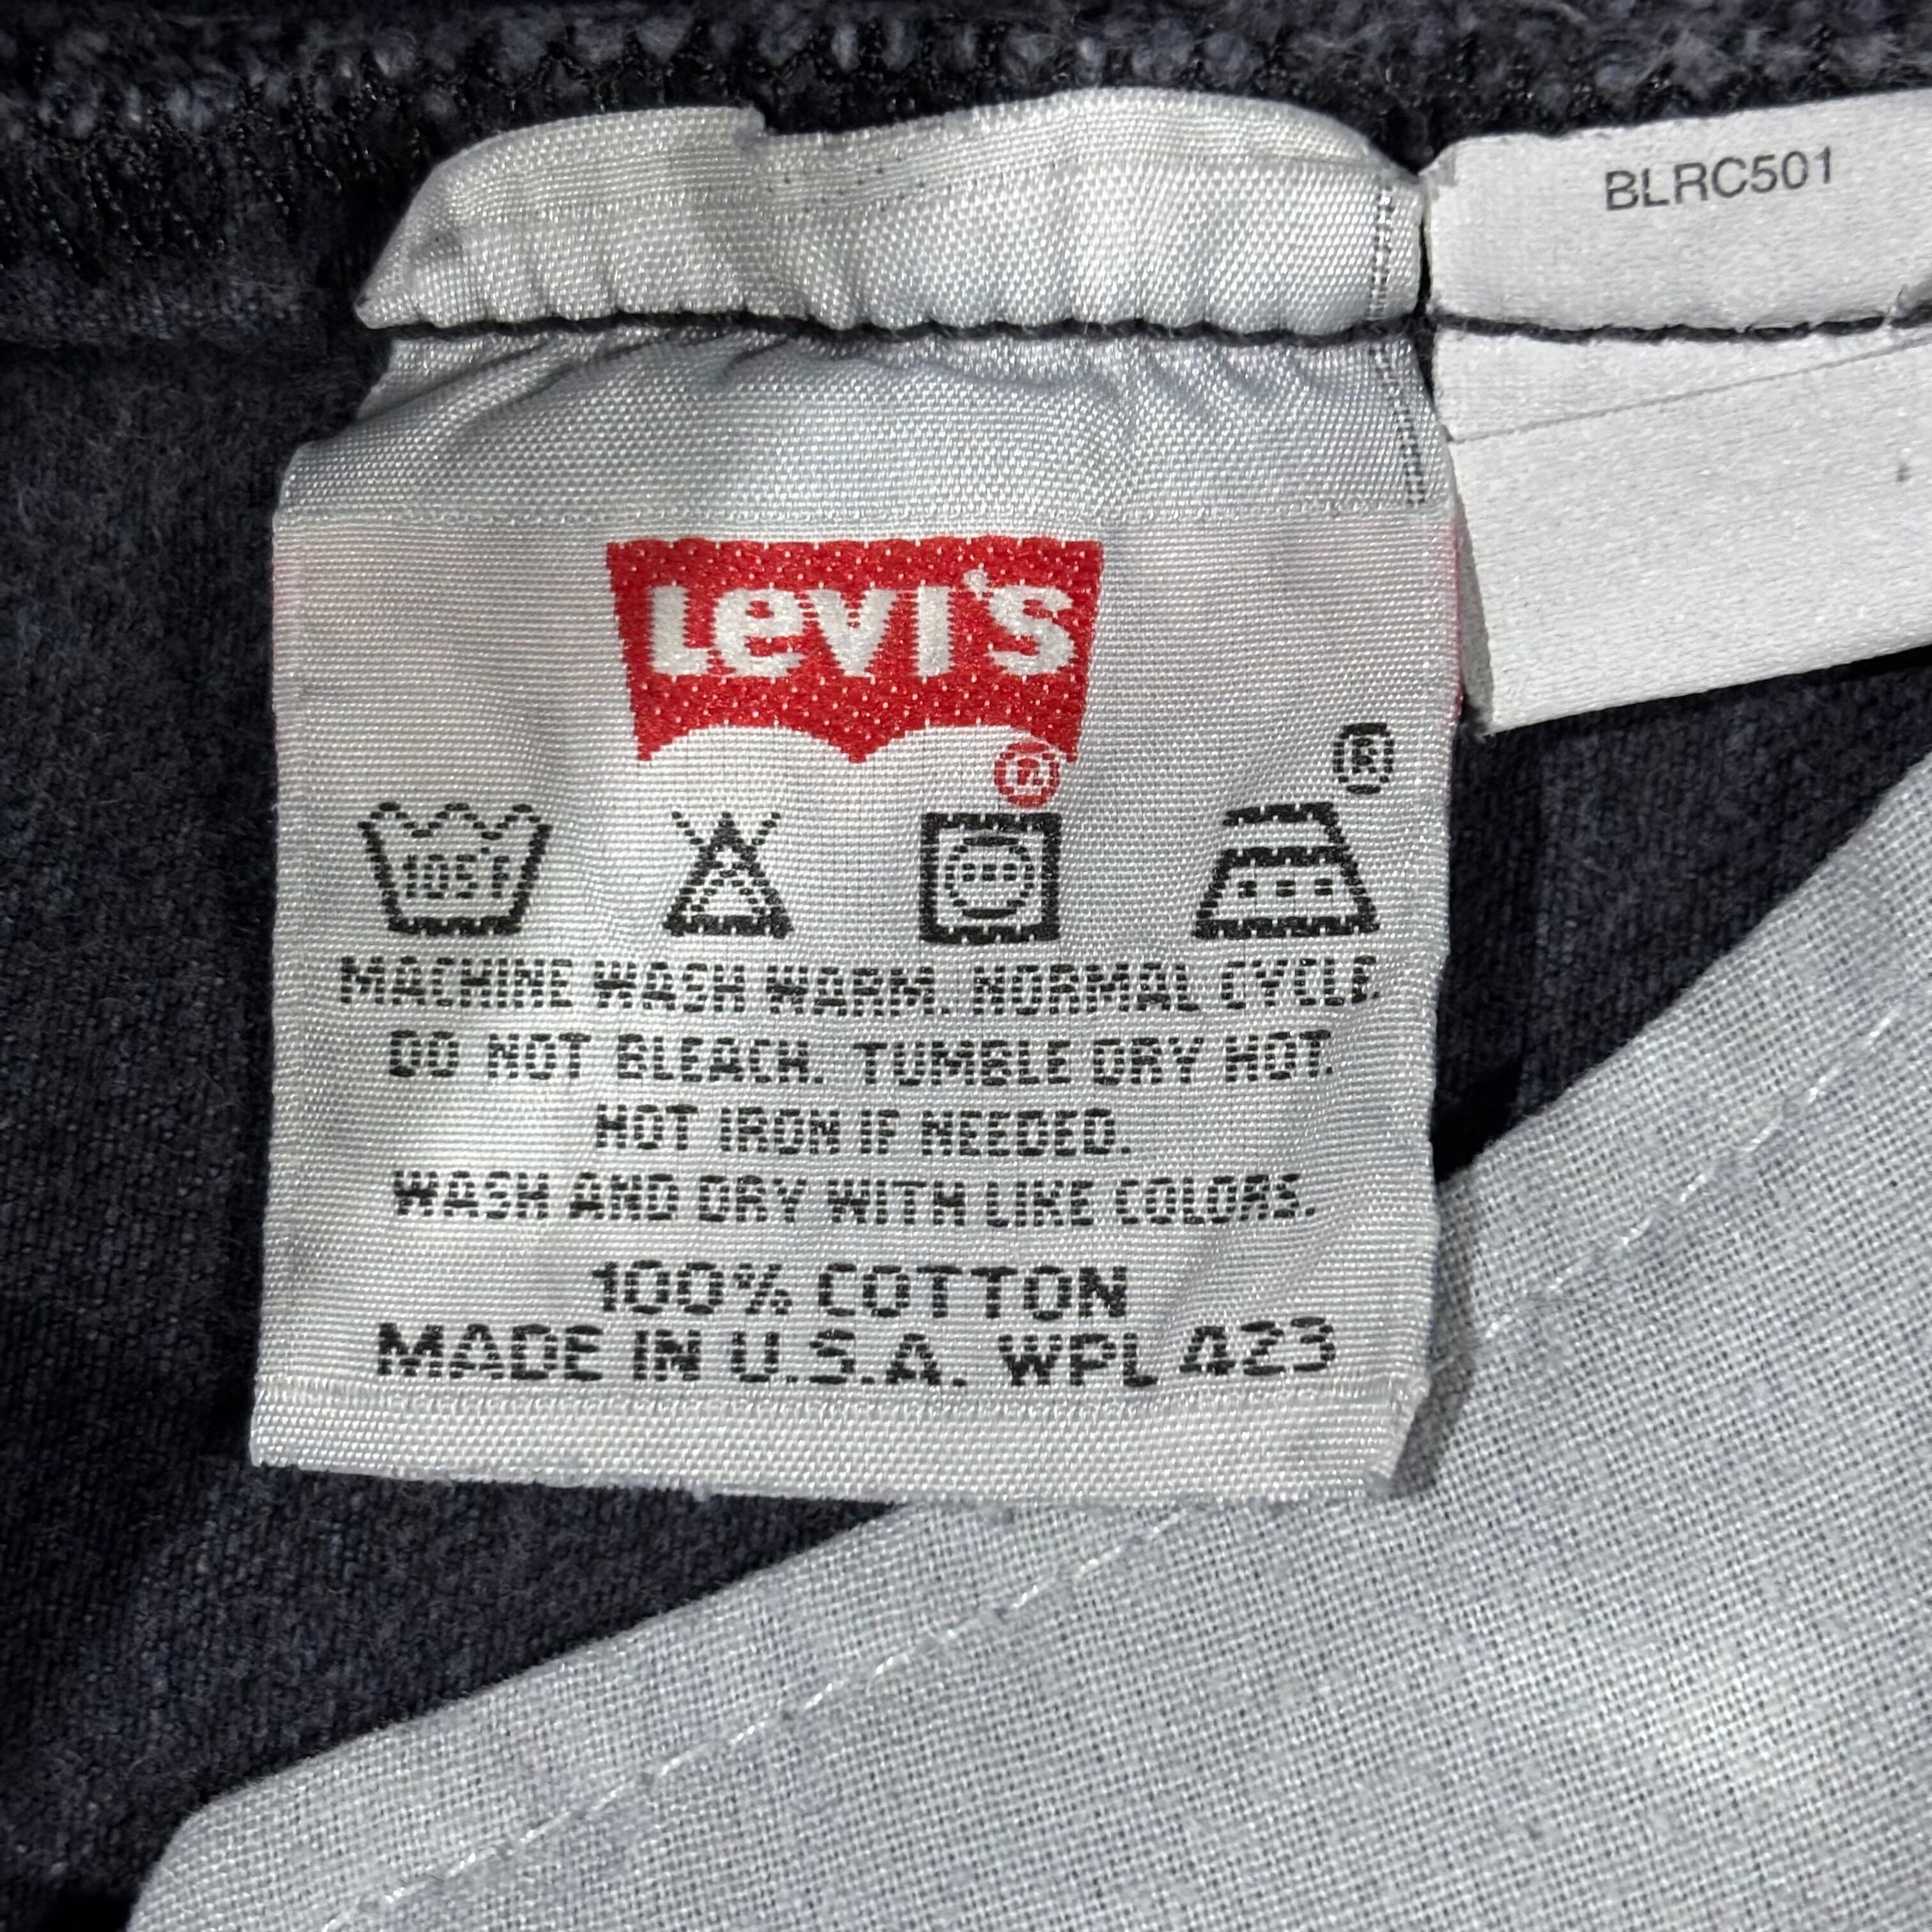 BLRC501
Levi's
®
®
105°F
MACHINE WASH WARM. NORMAL CYCLE.
DO NOT BLEACH. TUMBLE DRY HOT.
HOT IRON IF NEEDED.
WASH AND DRY WITH LIKE COLORS.
100% COTTON
MADE IN U.S.A. WPL 423